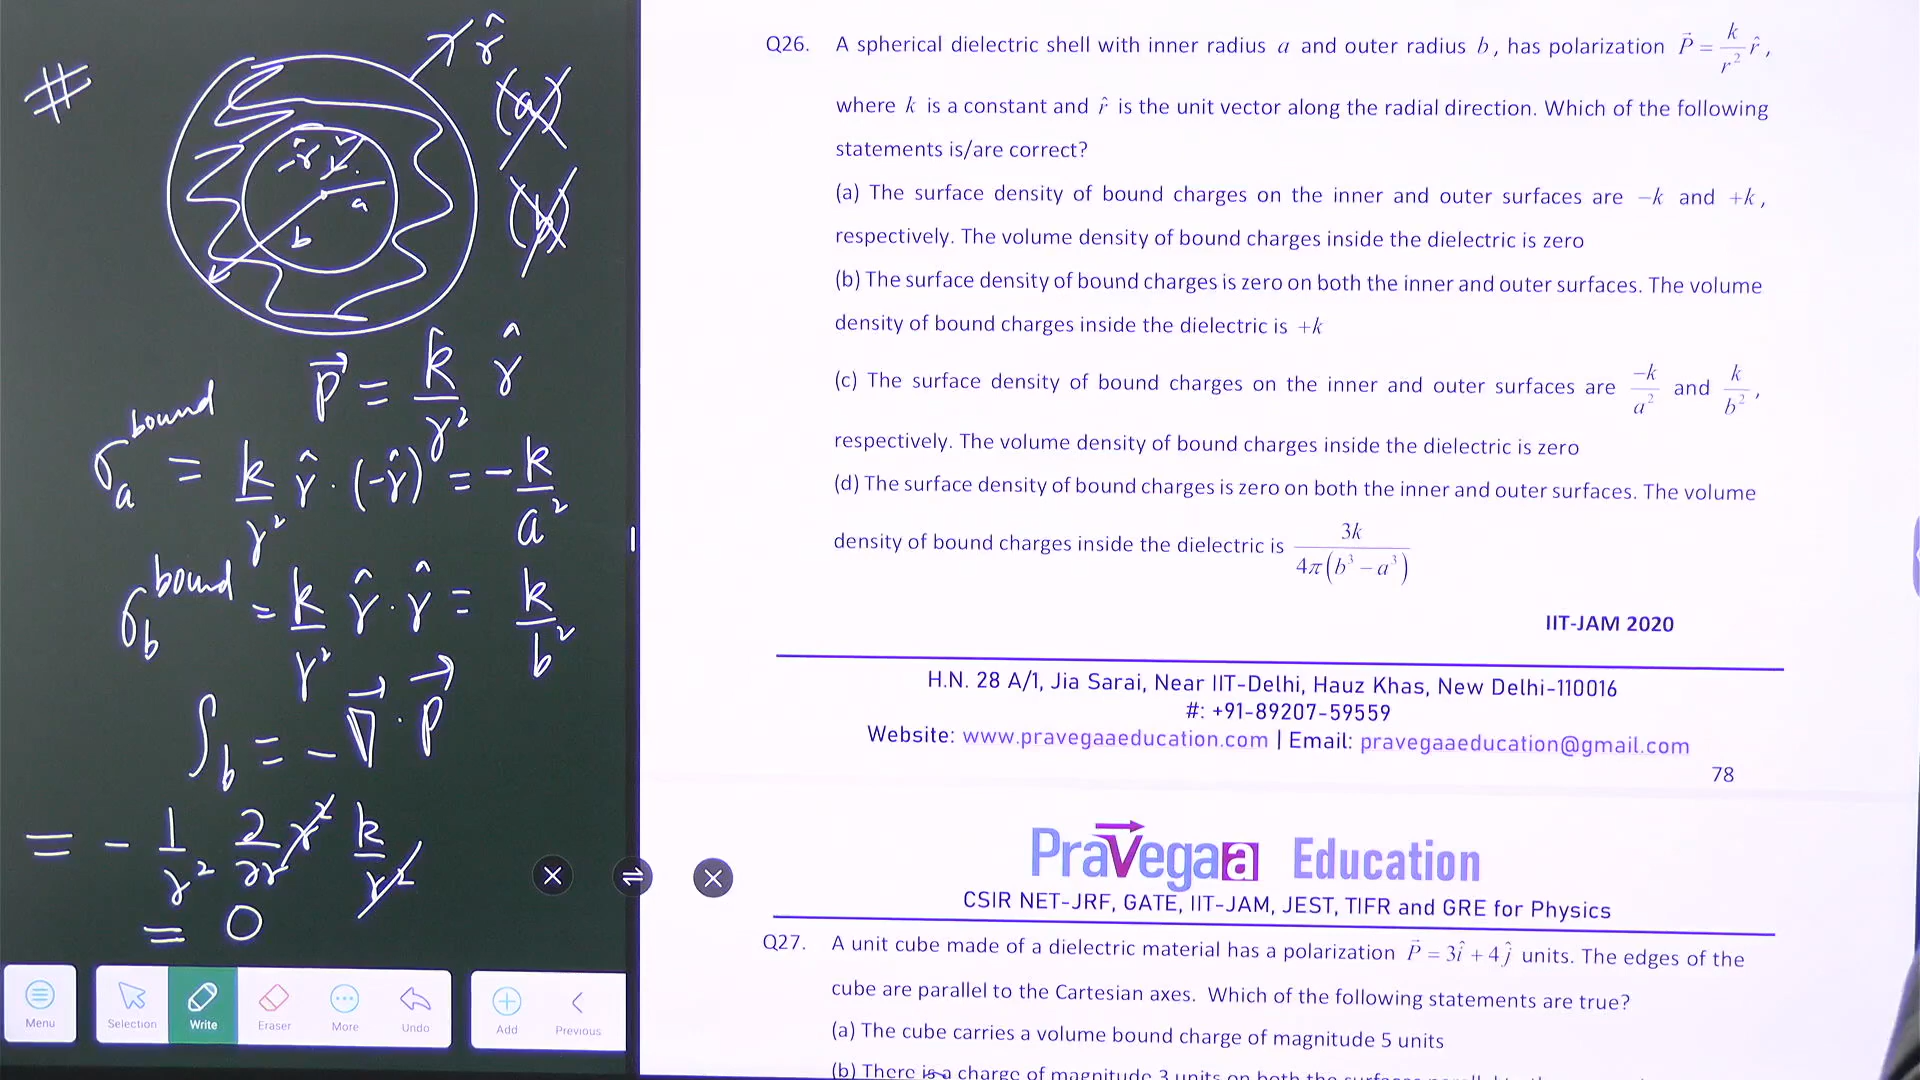 #
r̂
(a)
(b)
-r̂
a
b
P⃗ = k/r² r̂
σₐ^bound = k/r² r̂ · (-r̂) = - k/a²
σ_b^bound = k/r² r̂ · r̂ = k/b²
ρ_b = - ∇⃗ · P⃗
= - 1/r² ∂/∂r r² k/r²
= 0
Menu
Selection
Write
Eraser
More
Undo
Add
Previous
Q26. A spherical dielectric shell with inner radius a and outer radius b, has polarization P⃗ = k/r² r̂,
where k is a constant and r̂ is the unit vector along the radial direction. Which of the following
statements is/are correct?
(a) The surface density of bound charges on the inner and outer surfaces are −k and +k,
respectively. The volume density of bound charges inside the dielectric is zero
(b) The surface density of bound charges is zero on both the inner and outer surfaces. The volume
density of bound charges inside the dielectric is +k
(c) The surface density of bound charges on the inner and outer surfaces are −k/a² and k/b²,
respectively. The volume density of bound charges inside the dielectric is zero
(d) The surface density of bound charges is zero on both the inner and outer surfaces. The volume
density of bound charges inside the dielectric is 3k/4π(b³ − a³)
IIT-JAM 2020
H.N. 28 A/1, Jia Sarai, Near IIT-Delhi, Hauz Khas, New Delhi-110016
#: +91-89207-59559
Website: www.pravegaaeducation.com | Email: pravegaaeducation@gmail.com
78
Pravegaa Education
CSIR NET-JRF, GATE, IIT-JAM, JEST, TIFR and GRE for Physics
Q27. A unit cube made of a dielectric material has a polarization P⃗ = 3î + 4ĵ units. The edges of the
cube are parallel to the Cartesian axes. Which of the following statements are true?
(a) The cube carries a volume bound charge of magnitude 5 units
(b) There is a charge of magnitude 3 units on both the surfaces